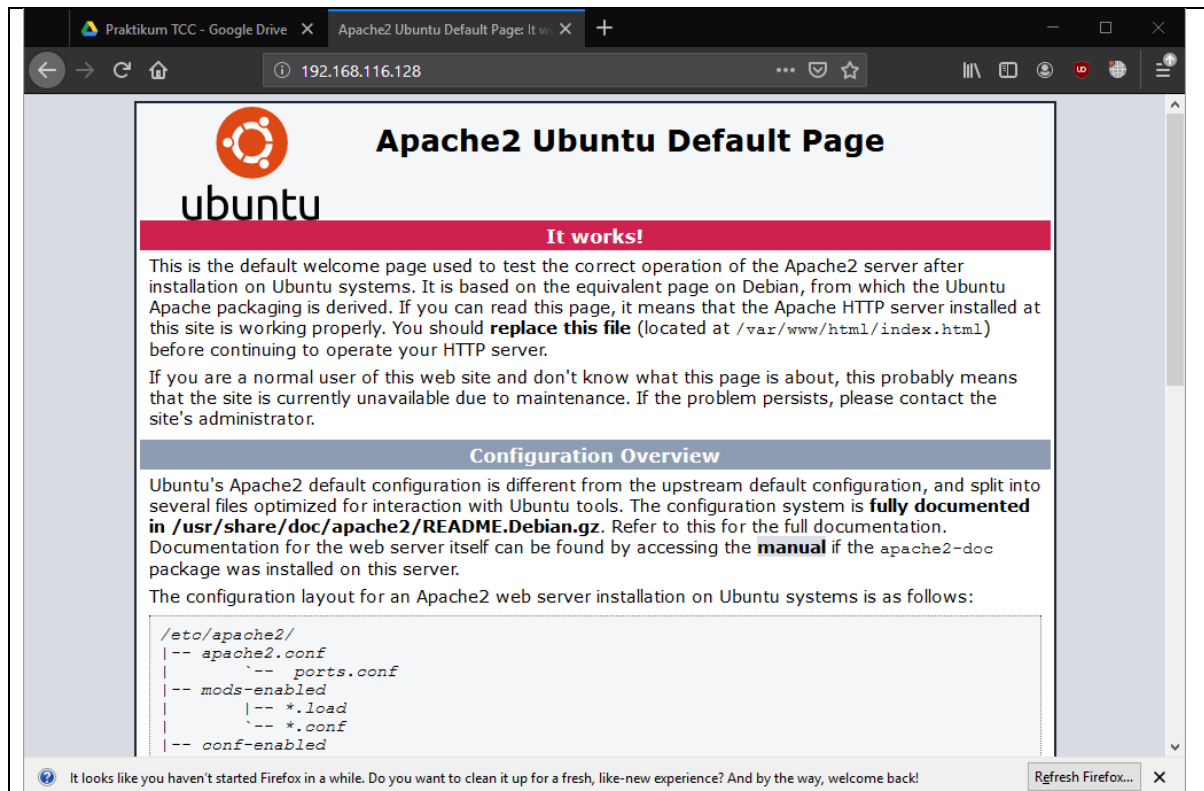 Praktikum TCC - Google Drive
Apache2 Ubuntu Default Page: It w
192.168.116.128
ubuntu
Apache2 Ubuntu Default Page
It works!
This is the default welcome page used to test the correct operation of the Apache2 server after
installation on Ubuntu systems. It is based on the equivalent page on Debian, from which the Ubuntu
Apache packaging is derived. If you can read this page, it means that the Apache HTTP server installed at
this site is working properly. You should replace this file (located at /var/www/html/index.html)
before continuing to operate your HTTP server.
If you are a normal user of this web site and don't know what this page is about, this probably means
that the site is currently unavailable due to maintenance. If the problem persists, please contact the
site's administrator.
Configuration Overview
Ubuntu's Apache2 default configuration is different from the upstream default configuration, and split into
several files optimized for interaction with Ubuntu tools. The configuration system is fully documented
in /usr/share/doc/apache2/README.Debian.gz. Refer to this for the full documentation.
Documentation for the web server itself can be found by accessing the manual if the apache2-doc
package was installed on this server.
The configuration layout for an Apache2 web server installation on Ubuntu systems is as follows:
/etc/apache2/
|-- apache2.conf
|       `--  ports.conf
|-- mods-enabled
|       |-- *.load
|       `-- *.conf
|-- conf-enabled
It looks like you haven't started Firefox in a while. Do you want to clean it up for a fresh, like-new experience? And by the way, welcome back!
Refresh Firefox...